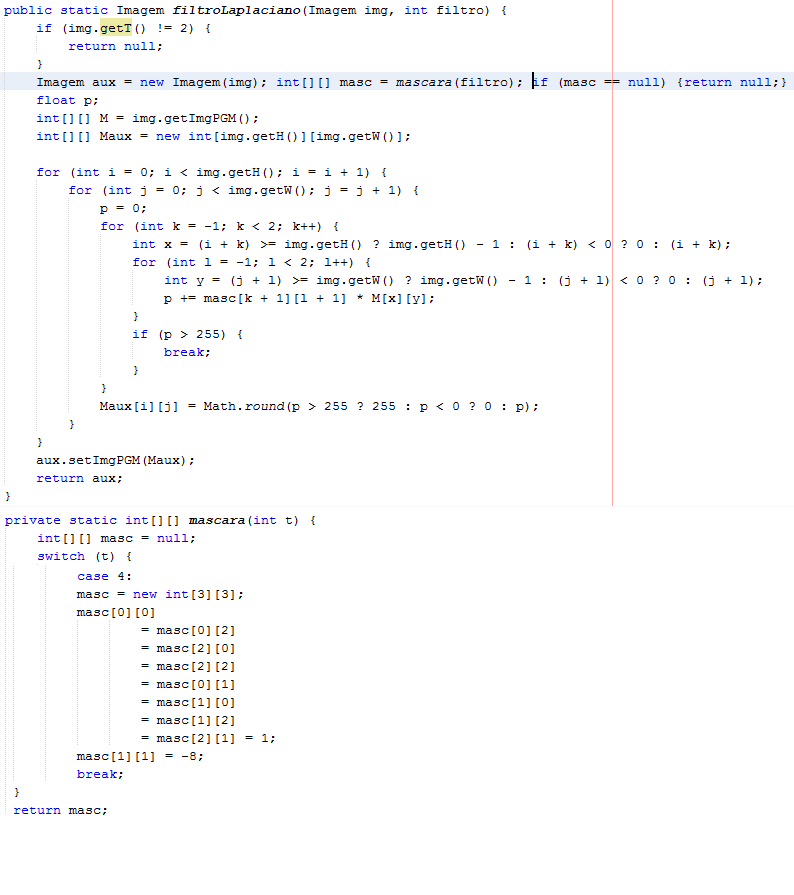 public static Imagem filtroLaplaciano(Imagem img, int filtro) {
if (img.getT() != 2) {
return null;
}
Imagem aux = new Imagem(img); int[][] masc = mascara(filtro); if (masc == null) {return null;}
float p;
int[][] M = img.getImgPGM();
int[][] Maux = new int[img.getH()][img.getW()];
for (int i = 0; i < img.getH(); i = i + 1) {
for (int j = 0; j < img.getW(); j = j + 1) {
p = 0;
for (int k = -1; k < 2; k++) {
int x = (i + k) >= img.getH() ? img.getH() - 1 : (i + k) < 0 ? 0 : (i + k);
for (int l = -1; l < 2; l++) {
int y = (j + l) >= img.getW() ? img.getW() - 1 : (j + l) < 0 ? 0 : (j + l);
p += masc[k + 1][l + 1] * M[x][y];
}
if (p > 255) {
break;
}
}
Maux[i][j] = Math.round(p > 255 ? 255 : p < 0 ? 0 : p);
}
}
aux.setImgPGM(Maux);
return aux;
}
private static int[][] mascara(int t) {
int[][] masc = null;
switch (t) {
case 4:
masc = new int[3][3];
masc[0][0]
= masc[0][2]
= masc[2][0]
= masc[2][2]
= masc[0][1]
= masc[1][0]
= masc[1][2]
= masc[2][1] = 1;
masc[1][1] = -8;
break;
}
return masc;